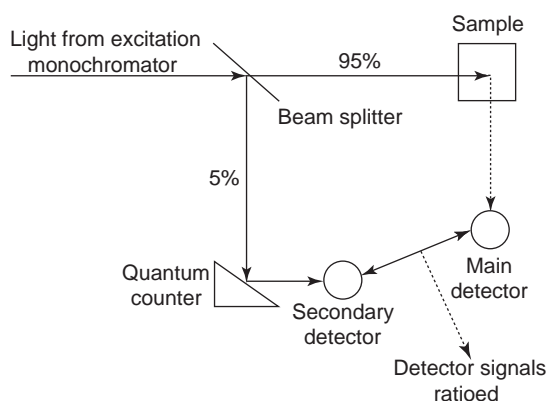 Light from excitation
monochromator
95%
Sample
Beam splitter
5%
Quantum
counter
Secondary
detector
Main
detector
Detector signals
ratioed